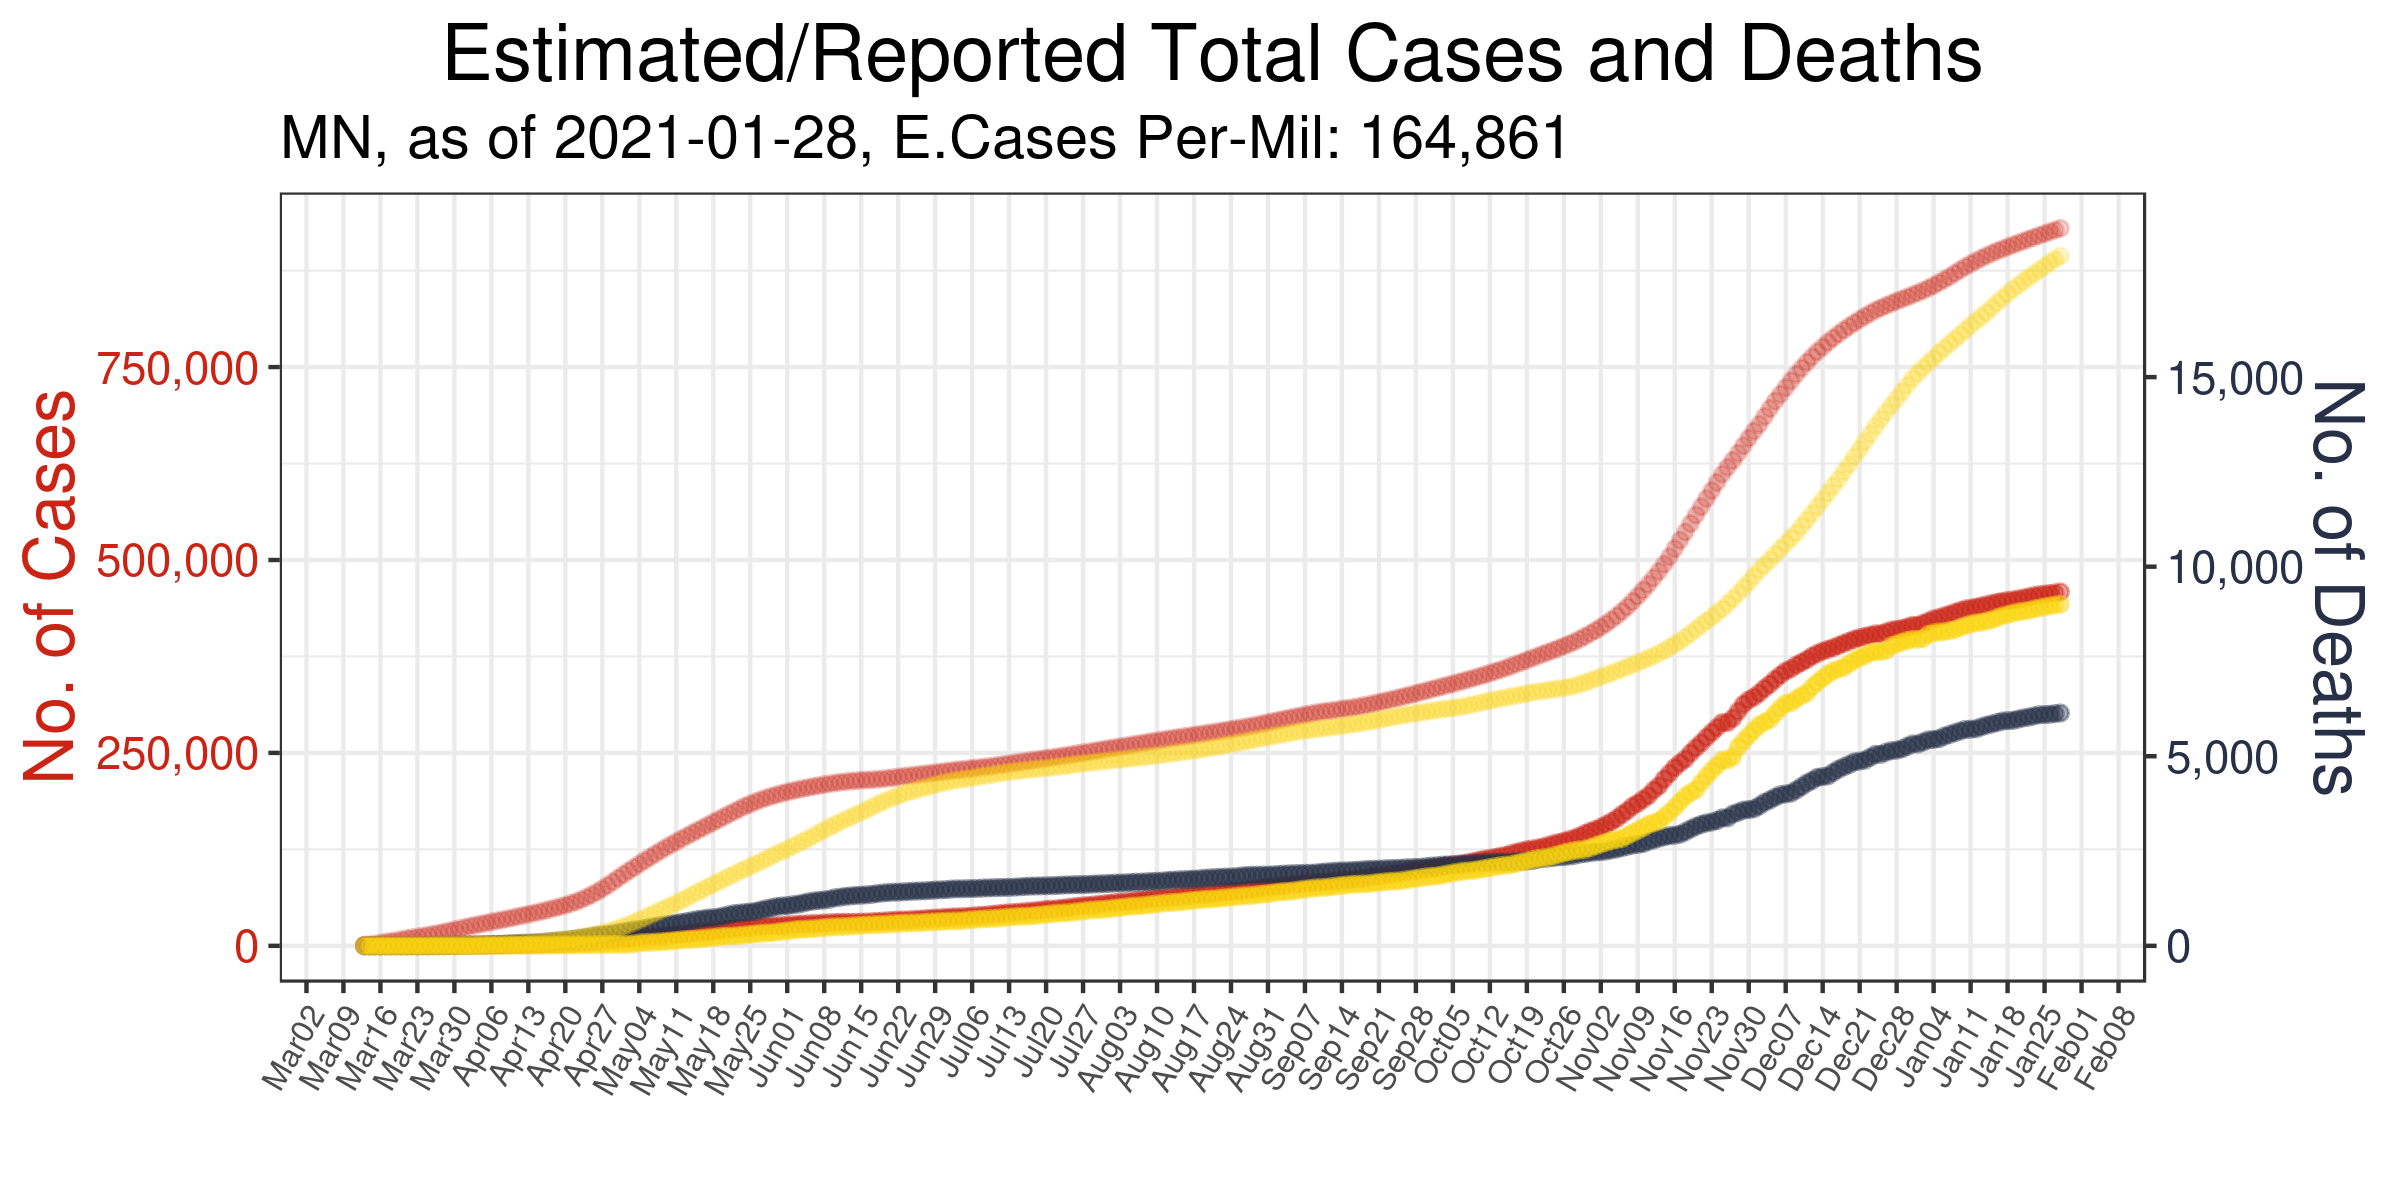 Estimated/Reported Total Cases and Deaths
MN, as of 2021-01-28, E.Cases Per-Mil: 164,861
No. of Cases
750,000
500,000
250,000
0
15,000
10,000
5,000
0
No. of Deaths
Mar02
Mar09
Mar16
Mar23
Mar30
Apr06
Apr13
Apr20
Apr27
May04
May11
May18
May25
Jun01
Jun08
Jun15
Jun22
Jun29
Jul06
Jul13
Jul20
Jul27
Aug03
Aug10
Aug17
Aug24
Aug31
Sep07
Sep14
Sep21
Sep28
Oct05
Oct12
Oct19
Oct26
Nov02
Nov09
Nov16
Nov23
Nov30
Dec07
Dec14
Dec21
Dec28
Jan04
Jan11
Jan18
Jan25
Feb01
Feb08